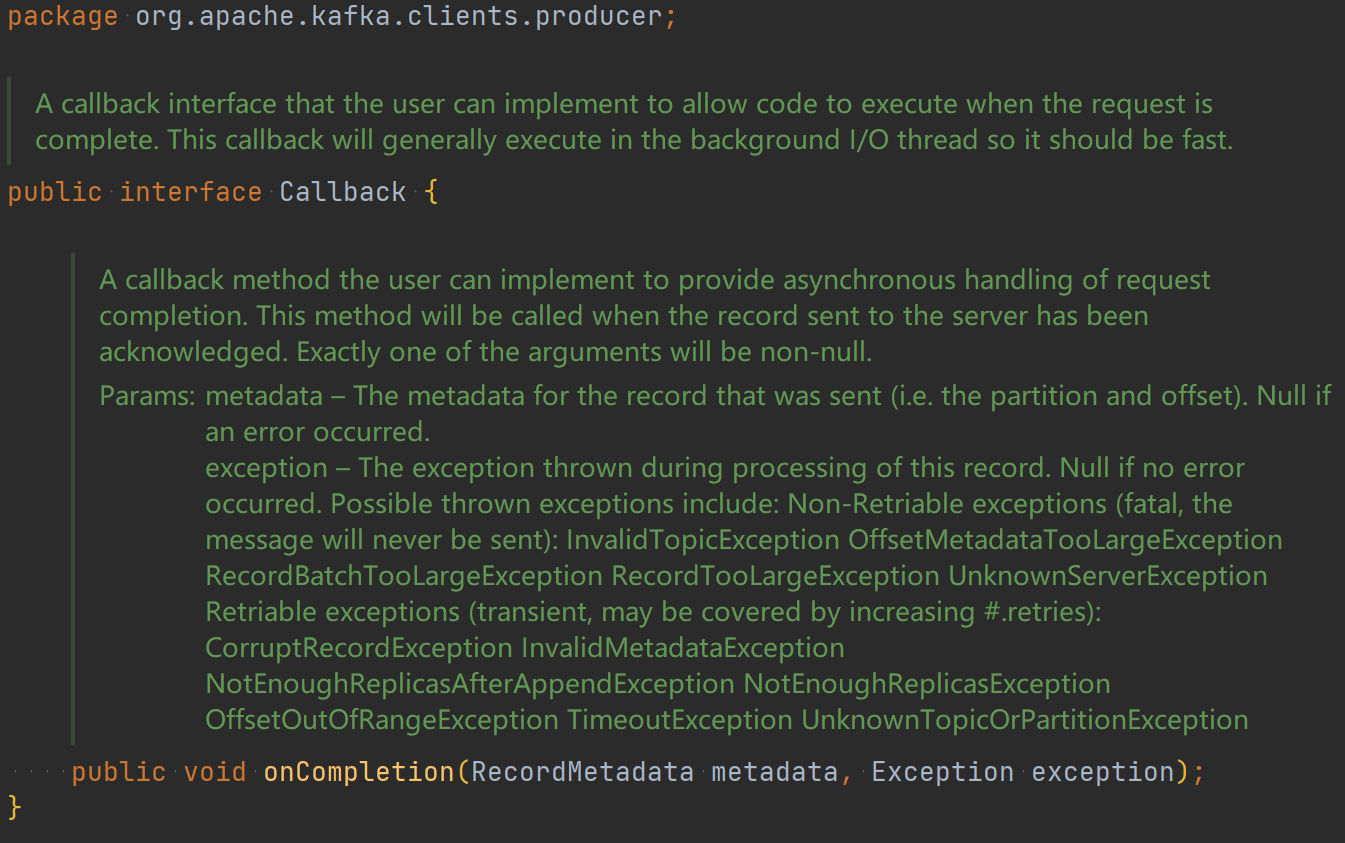 package org.apache.kafka.clients.producer;
A callback interface that the user can implement to allow code to execute when the request is
complete. This callback will generally execute in the background I/O thread so it should be fast.
public interface Callback {
A callback method the user can implement to provide asynchronous handling of request
completion. This method will be called when the record sent to the server has been
acknowledged. Exactly one of the arguments will be non-null.
Params: metadata – The metadata for the record that was sent (i.e. the partition and offset). Null if
an error occurred.
exception – The exception thrown during processing of this record. Null if no error
occurred. Possible thrown exceptions include: Non-Retriable exceptions (fatal, the
message will never be sent): InvalidTopicException OffsetMetadataTooLargeException
RecordBatchTooLargeException RecordTooLargeException UnknownServerException
Retriable exceptions (transient, may be covered by increasing #.retries):
CorruptRecordException InvalidMetadataException
NotEnoughReplicasAfterAppendException NotEnoughReplicasException
OffsetOutOfRangeException TimeoutException UnknownTopicOrPartitionException
public void onCompletion(RecordMetadata metadata, Exception exception);
}